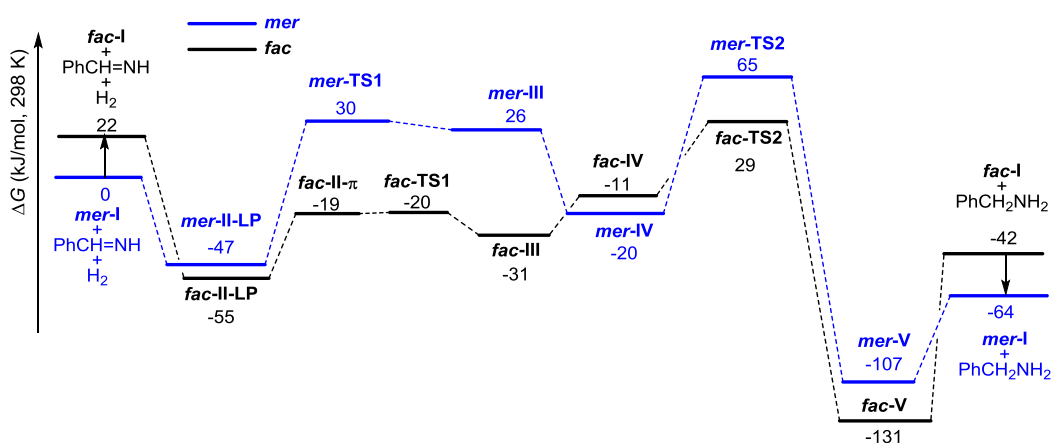 mer
fac
ΔG (kJ/mol, 298 K)
fac-I
+
PhCH=NH
+
H₂
22
0
mer-I
+
PhCH=NH
+
H₂
mer-II-LP
-47
fac-II-LP
-55
mer-TS1
30
fac-II-π
-19
fac-TS1
-20
mer-III
26
fac-III
-31
fac-IV
-11
mer-IV
-20
mer-TS2
65
fac-TS2
29
mer-V
-107
fac-V
-131
fac-I
+
PhCH₂NH₂
-42
-64
mer-I
+
PhCH₂NH₂